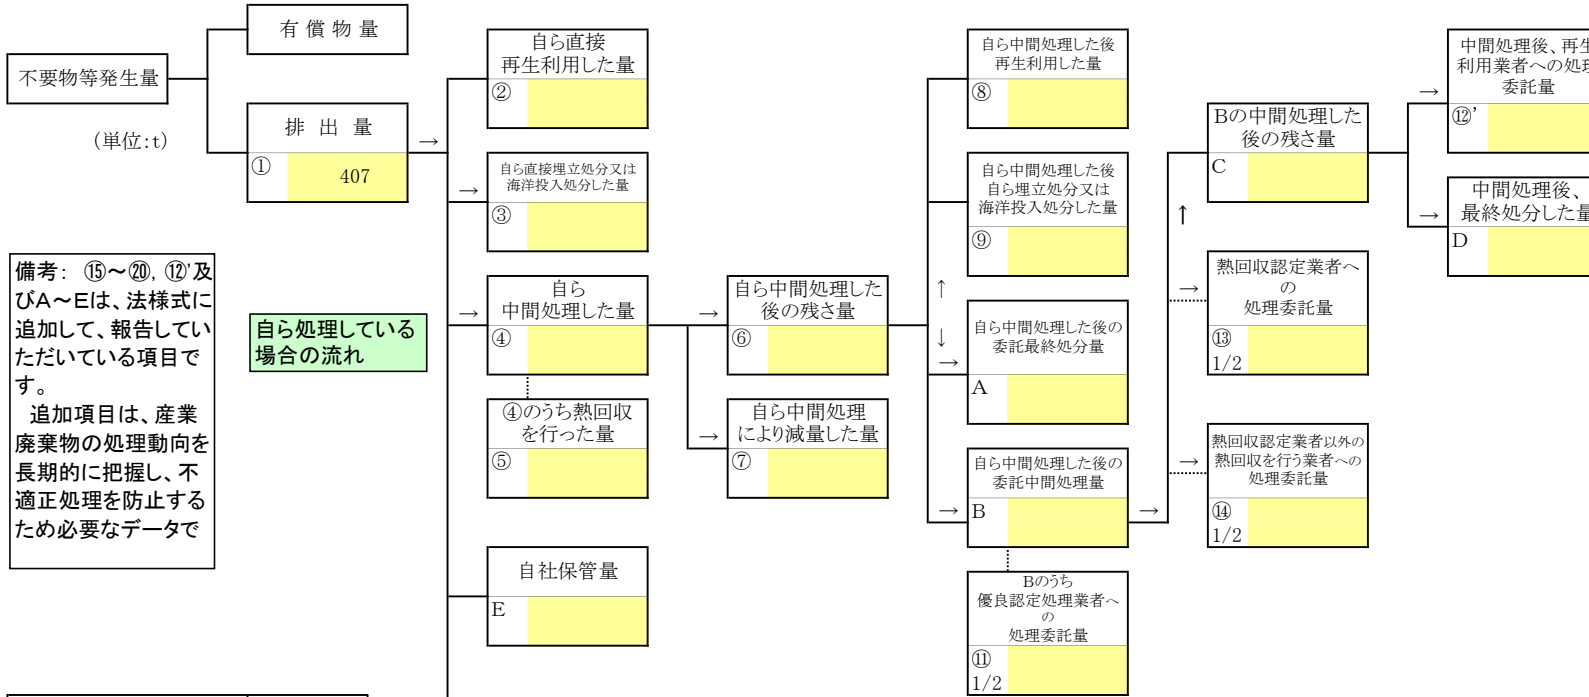 有 償 物 量
不要物等発生量
(単位:t)
排 出 量
①
407
→
備考: ⑮～⑳, ⑫'及
びA～Eは、法様式に
追加して、報告してい
ただいている項目で
す。
追加項目は、産業
廃棄物の処理動向を
長期的に把握し、不
適正処理を防止する
ため必要なデータで
自ら処理している
場合の流れ
自ら直接
再生利用した量
②
→
自ら直接埋立処分又は
海洋投入処分した量
③
→
自ら
中間処理した量
④
④のうち熱回収
を行った量
⑤
自社保管量
E
→
自ら中間処理した
後の残さ量
⑥
→
自ら中間処理
により減量した量
⑦
自ら中間処理した後
再生利用した量
⑧
自ら中間処理した後
自ら埋立処分又は
海洋投入処分した量
⑨
↑
↓
→
自ら中間処理した後の
委託最終処分量
A
→
自ら中間処理した後の
委託中間処理量
B
→
Bのうち
優良認定処理業者へ
の
処理委託量
⑪
1/2
Bの中間処理した
後の残さ量
C
↑
→
熱回収認定業者へ
の
処理委託量
⑬
1/2
→
熱回収認定業者以外の
熱回収を行う業者への
処理委託量
⑭
1/2
→
中間処理後、再生
利用業者への処理
委託量
⑫'
→
中間処理後、
最終処分した量
D